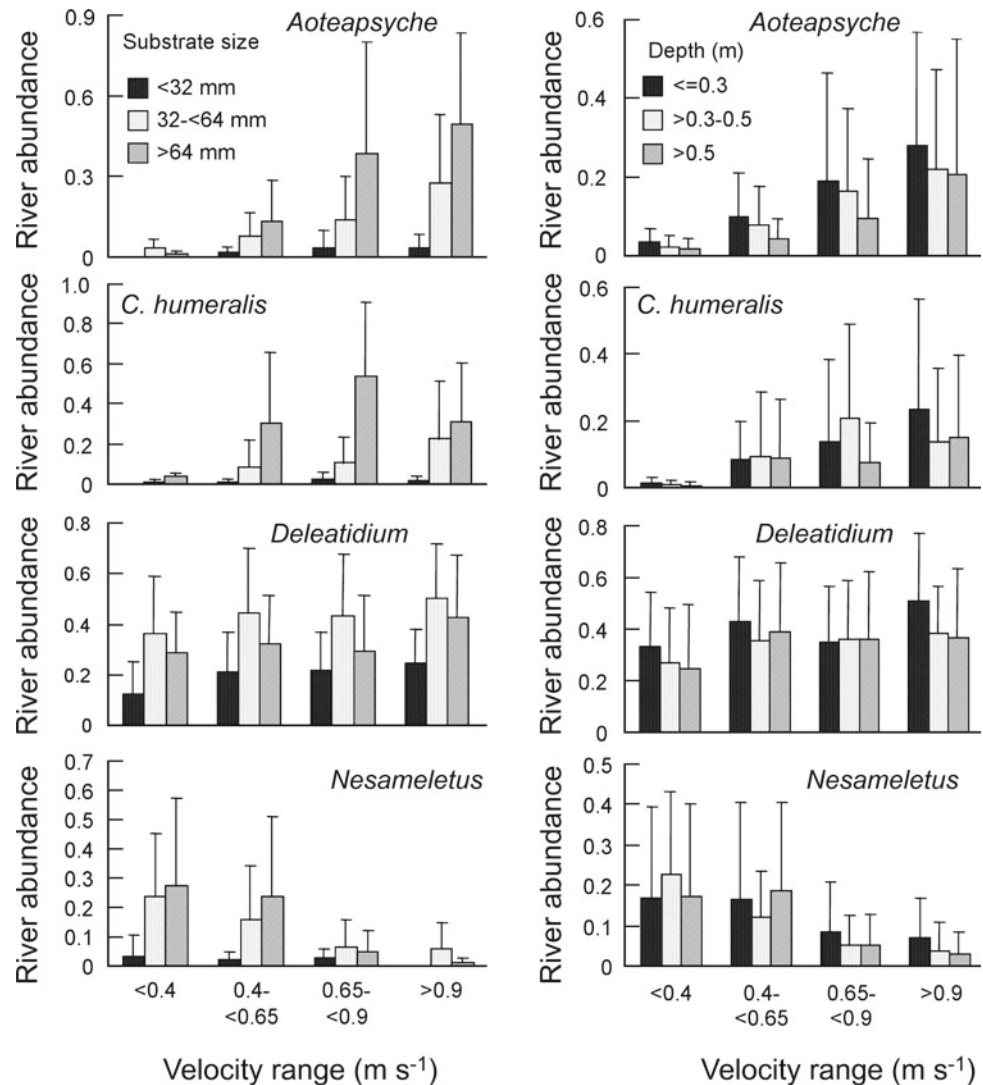 Aoteapsyche
Substrate size
<32 mm
32-<64 mm
>64 mm
0.9
0.6
0.3
0
River abundance
C. humeralis
1.0
0.8
0.6
0.4
0.2
0
River abundance
Deleatidium
0.8
0.6
0.4
0.2
0
River abundance
Nesameletus
0.7
0.6
0.5
0.4
0.3
0.2
0.1
0
River abundance
<0.4
0.4-
<0.65
0.65-
<0.9
>0.9
Velocity range (m s-1)
Aoteapsyche
Depth (m)
<=0.3
>0.3-0.5
>0.5
0.6
0.4
0.2
0
River abundance
C. humeralis
0.6
0.4
0.2
0
River abundance
Deleatidium
0.8
0.6
0.4
0.2
0
River abundance
Nesameletus
0.5
0.4
0.3
0.2
0.1
0
River abundance
<0.4
0.4-
<0.65
0.65-
<0.9
>0.9
Velocity range (m s-1)